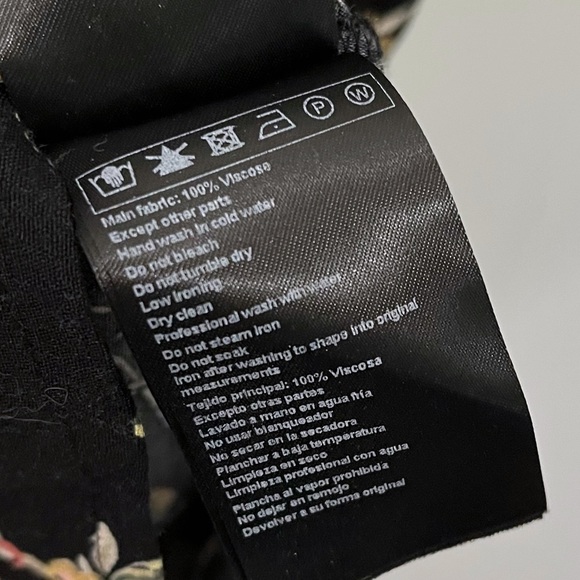 P W
Main fabric: 100% Viscose
Except other parts
Hand wash in cold water
Do not bleach
Do not tumble dry
Low ironing
Dry clean
Professional wash with water
Do not steam iron
Do not soak
Iron after washing to shape into original
measurements
Tejido principal: 100% Viscosa
Excepto otras partes
Lavado a mano en agua fría
No usar blanqueador
No secar en la secadora
Planchar a baja temperatura
Limpieza en seco
Limpieza profesional con agua
Plancha al vapor prohibida
No dejar en remojo
Devolver a su forma original